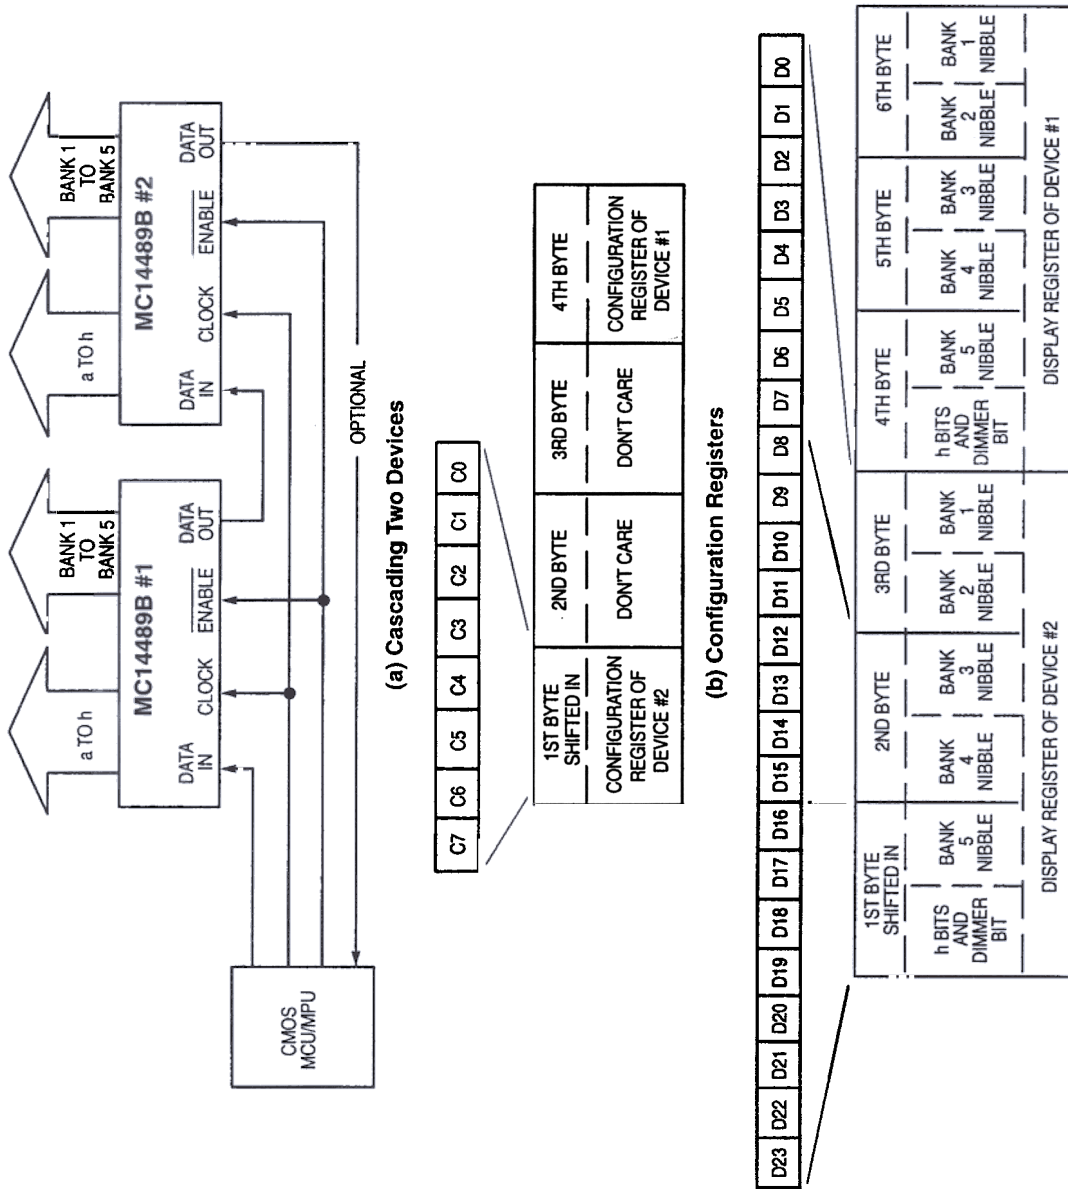 CMOS
MCU/MPU
a TO h
BANK 1
TO
BANK 5
MC14489B #1
DATA
IN
CLOCK
ENABLE
DATA
OUT
a TO h
BANK 1
TO
BANK 5
MC14489B #2
DATA
IN
CLOCK
ENABLE
DATA
OUT
OPTIONAL
(a) Cascading Two Devices
C7 C6 C5 C4 C3 C2 C1 C0
1ST BYTE
SHIFTED IN
2ND BYTE
3RD BYTE
4TH BYTE
CONFIGURATION
REGISTER OF
DEVICE #2
DON'T CARE
DON'T CARE
CONFIGURATION
REGISTER OF
DEVICE #1
(b) Configuration Registers
D23 D22 D21 D20 D19 D18 D17 D16 D15 D14 D13 D12 D11 D10 D9 D8 D7 D6 D5 D4 D3 D2 D1 D0
1ST BYTE
SHIFTED IN
2ND BYTE
3RD BYTE
4TH BYTE
5TH BYTE
6TH BYTE
h BITS
AND
DIMMER
BIT
BANK
5
NIBBLE
BANK
4
NIBBLE
BANK
3
NIBBLE
BANK
2
NIBBLE
BANK
1
NIBBLE
h BITS
AND
DIMMER
BIT
BANK
5
NIBBLE
BANK
4
NIBBLE
BANK
3
NIBBLE
BANK
2
NIBBLE
BANK
1
NIBBLE
DISPLAY REGISTER OF DEVICE #2
DISPLAY REGISTER OF DEVICE #1